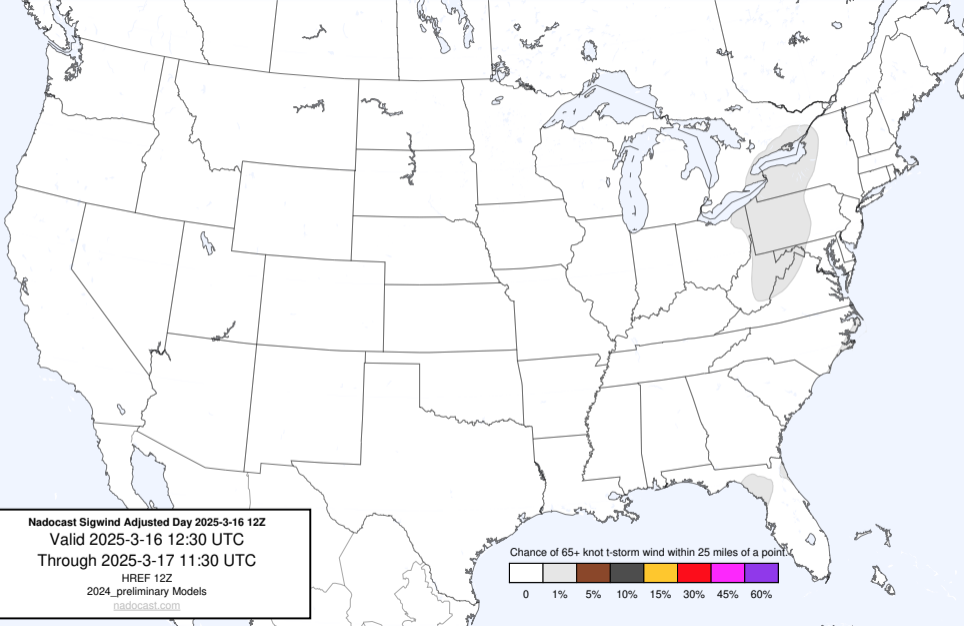 Nadocast Sigwind Adjusted Day 2025-3-16 12Z
Valid 2025-3-16 12:30 UTC
Through 2025-3-17 11:30 UTC
HREF 12Z
2024_preliminary Models
nadocast.com
Chance of 65+ knot t-storm wind within 25 miles of a point.
0 1% 5% 10% 15% 30% 45% 60%